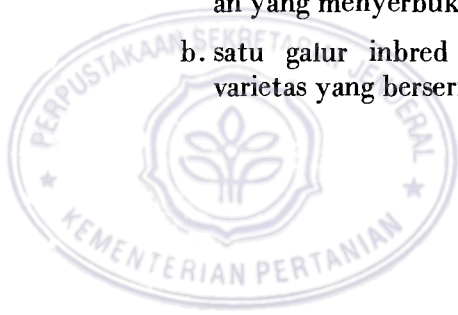 an yang menyerbuk
b. satu galur inbred
varietas yang berser
PERPUSTAKAAN SEKRETARIAT JENDERAL
★ KEMENTERIAN PERTANIAN ★